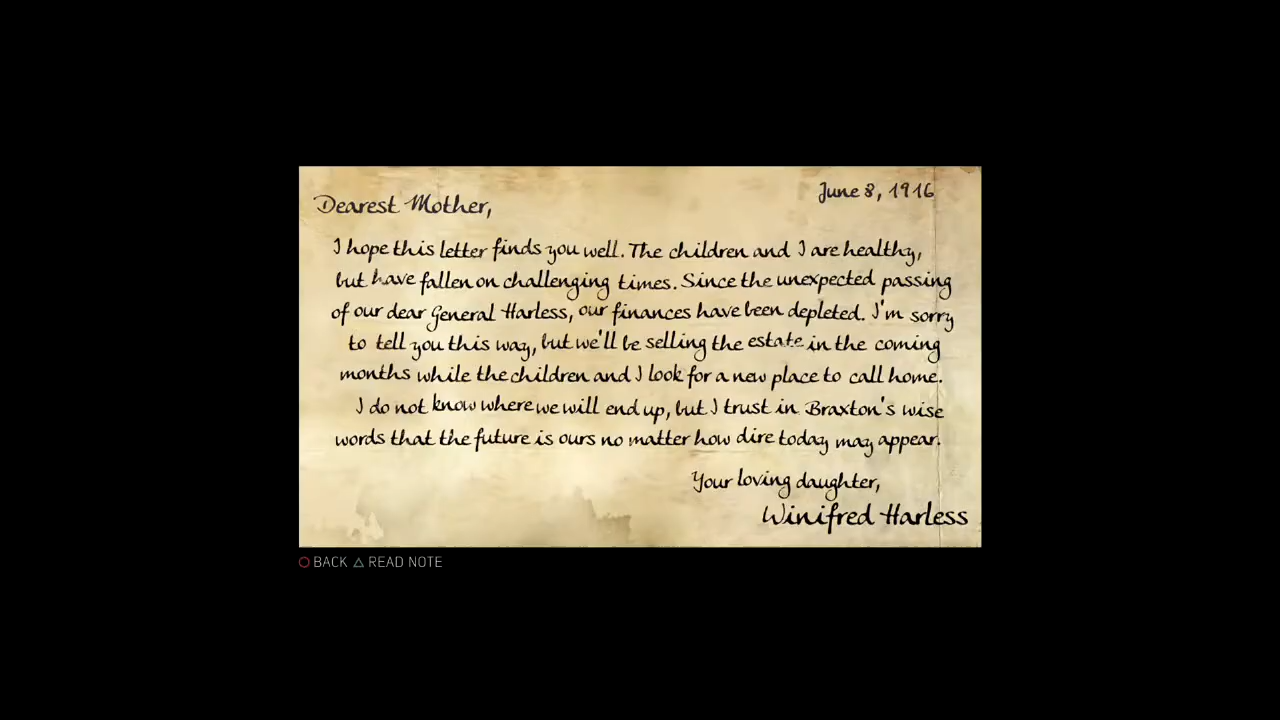 June 8, 1916
Dearest Mother,
I hope this letter finds you well. The children and I are healthy,
but have fallen on challenging times. Since the unexpected passing
of our dear General Harless, our finances have been depleted. I'm sorry
to tell you this way, but we'll be selling the estate in the coming
months while the children and I look for a new place to call home.
I do not know where we will end up, but I trust in Braxton's wise
words that the future is ours no matter how dire today may appear.
Your loving daughter,
Winifred Harless
BACK READ NOTE